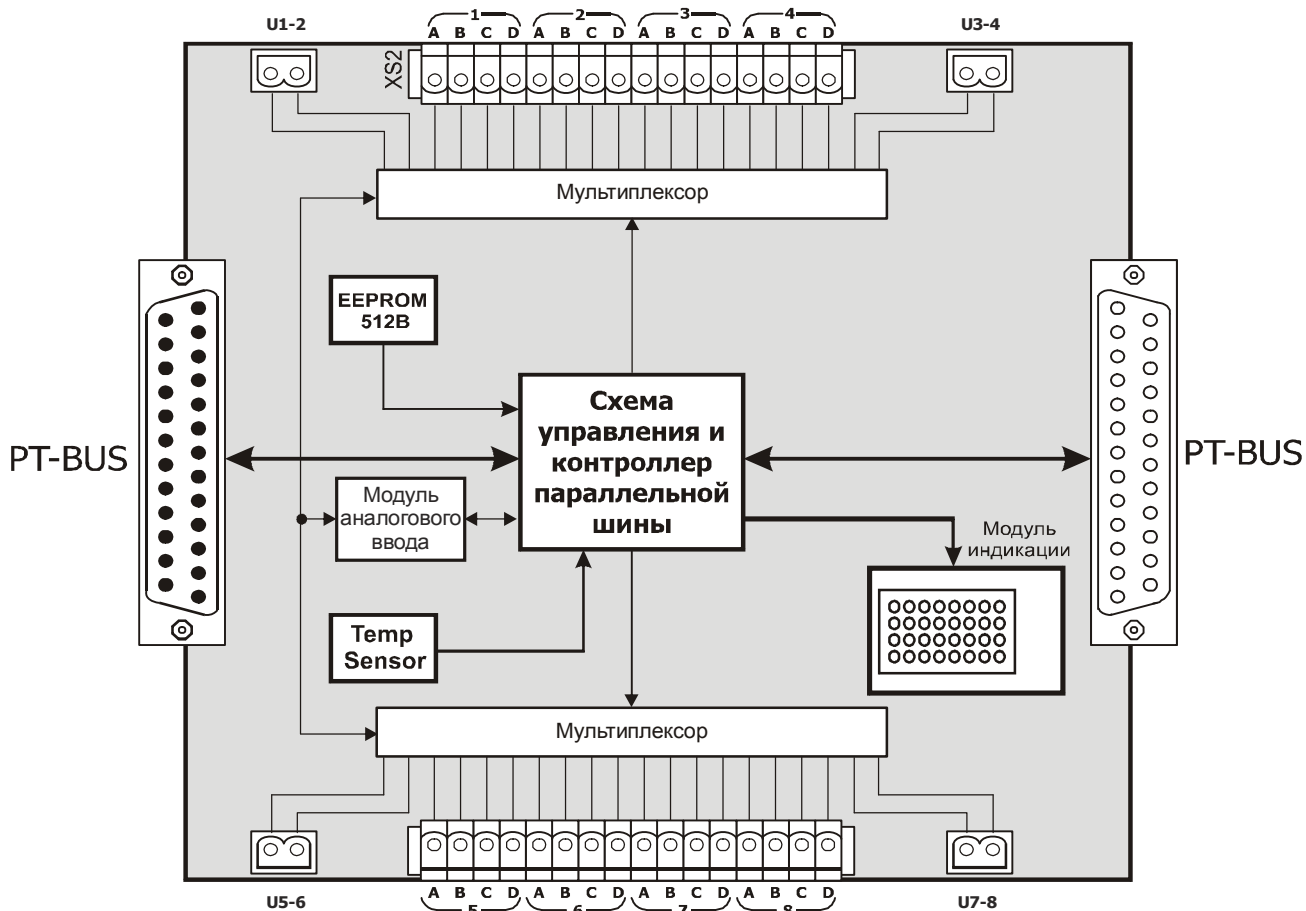 U1-2
1 2 3 4
U3-4
A B C D A B C D A B C D A B C D
XS2
Мультиплексор
EEPROM
512B
Схема
управления и
контроллер
параллельной
шины
PT-BUS
PT-BUS
Модуль
аналогового
ввода
Модуль
индикации
Temp
Sensor
Мультиплексор
A B C D A B C D A B C D A B C D
U5-6
5 6 7 8
U7-8